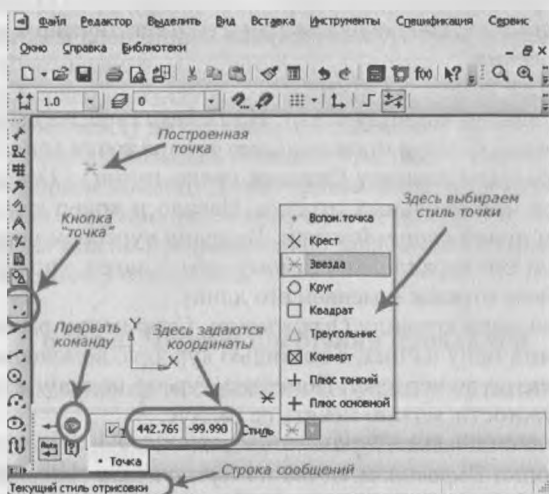 Файл Редактор Выделить Вид Вставка Инструменты Спецификация Сервис
Окно Справка Библиотеки
1.0 0 f(x)
Построенная
точка
Кнопка
"точка"
Здесь выбираем
стиль точки
Вспом.точка
Крест
Звезда
Круг
Квадрат
Треугольник
Конверт
Плюс тонкий
Плюс основной
Прервать
команду
Здесь задаются
координаты
Y
X
442.765 -99.990 Стиль
Точка
Строка сообщений
Текущий стиль отрисовки